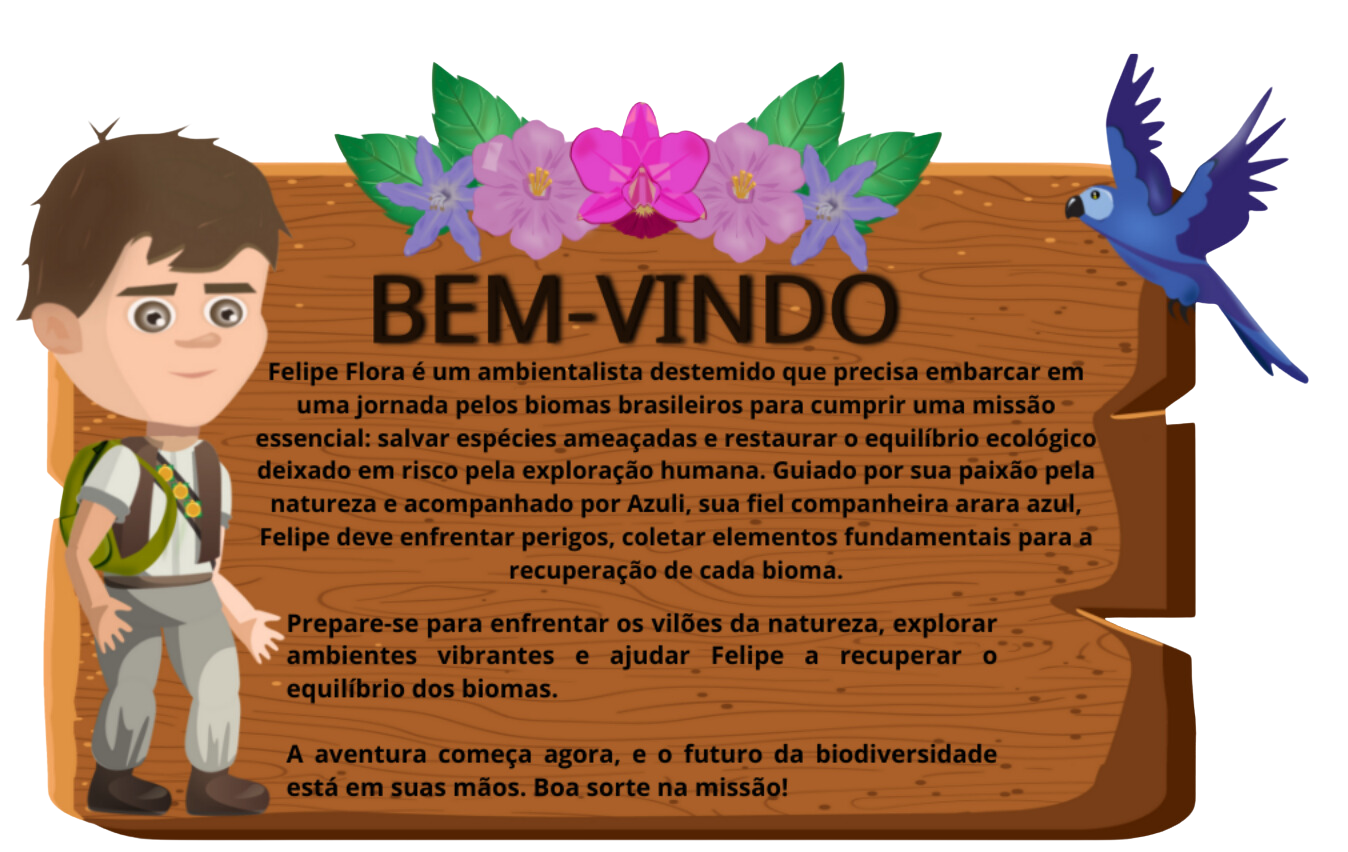 BEM-VINDO
Felipe Flora é um ambientalista destemido que precisa embarcar em
uma jornada pelos biomas brasileiros para cumprir uma missão
essencial: salvar espécies ameaçadas e restaurar o equilíbrio ecológico
deixado em risco pela exploração humana. Guiado por sua paixão pela
natureza e acompanhado por Azuli, sua fiel companheira arara azul,
Felipe deve enfrentar perigos, coletar elementos fundamentais para a
recuperação de cada bioma.
Prepare-se para enfrentar os vilões da natureza, explorar
ambientes vibrantes e ajudar Felipe a recuperar o
equilíbrio dos biomas.
A aventura começa agora, e o futuro da biodiversidade
está em suas mãos. Boa sorte na missão!